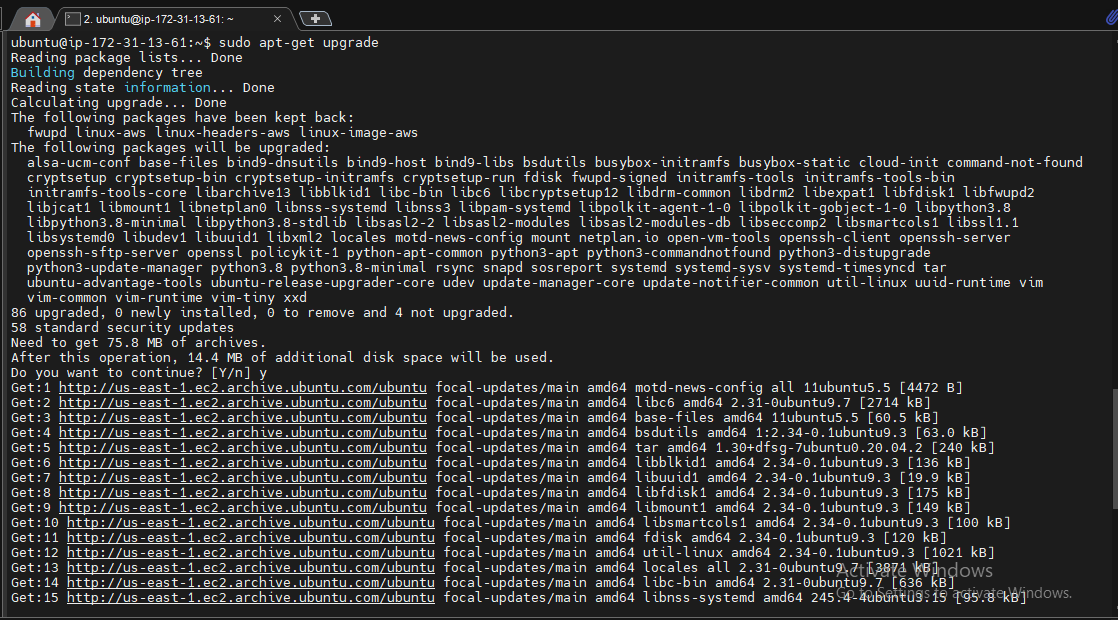 2. ubuntu@ip-172-31-13-61: ~
ubuntu@ip-172-31-13-61:~$ sudo apt-get upgrade
Reading package lists... Done
Building dependency tree
Reading state information... Done
Calculating upgrade... Done
The following packages have been kept back:
  fwupd linux-aws linux-headers-aws linux-image-aws
The following packages will be upgraded:
  alsa-ucm-conf base-files bind9-dnsutils bind9-host bind9-libs bsdutils busybox-initramfs busybox-static cloud-init command-not-found
  cryptsetup cryptsetup-bin cryptsetup-initramfs cryptsetup-run fdisk fwupd-signed initramfs-tools initramfs-tools-bin
  initramfs-tools-core libarchive13 libblkid1 libc-bin libc6 libcryptsetup12 libdrm-common libdrm2 libexpat1 libfdisk1 libfwupd2
  libjcat1 libmount1 libnetplan0 libnss-systemd libnss3 libpam-systemd libpolkit-agent-1-0 libpolkit-gobject-1-0 libpython3.8
  libpython3.8-minimal libpython3.8-stdlib libsasl2-2 libsasl2-modules libsasl2-modules-db libseccomp2 libsmartcols1 libssl1.1
  libsystemd0 libudev1 libuuid1 libxml2 locales motd-news-config mount netplan.io open-vm-tools openssh-client openssh-server
  openssh-sftp-server openssl policykit-1 python-apt-common python3-apt python3-commandnotfound python3-distupgrade
  python3-update-manager python3.8 python3.8-minimal rsync snapd sosreport systemd systemd-sysv systemd-timesyncd tar
  ubuntu-advantage-tools ubuntu-release-upgrader-core udev update-manager-core update-notifier-common util-linux uuid-runtime vim
  vim-common vim-runtime vim-tiny xxd
86 upgraded, 0 newly installed, 0 to remove and 4 not upgraded.
58 standard security updates
Need to get 75.8 MB of archives.
After this operation, 14.4 MB of additional disk space will be used.
Do you want to continue? [Y/n] y
Get:1 http://us-east-1.ec2.archive.ubuntu.com/ubuntu focal-updates/main amd64 motd-news-config all 11ubuntu5.5 [4472 B]
Get:2 http://us-east-1.ec2.archive.ubuntu.com/ubuntu focal-updates/main amd64 libc6 amd64 2.31-0ubuntu9.7 [2714 kB]
Get:3 http://us-east-1.ec2.archive.ubuntu.com/ubuntu focal-updates/main amd64 base-files amd64 11ubuntu5.5 [60.5 kB]
Get:4 http://us-east-1.ec2.archive.ubuntu.com/ubuntu focal-updates/main amd64 bsdutils amd64 1:2.34-0.1ubuntu9.3 [63.0 kB]
Get:5 http://us-east-1.ec2.archive.ubuntu.com/ubuntu focal-updates/main amd64 tar amd64 1.30+dfsg-7ubuntu0.20.04.2 [240 kB]
Get:6 http://us-east-1.ec2.archive.ubuntu.com/ubuntu focal-updates/main amd64 libblkid1 amd64 2.34-0.1ubuntu9.3 [136 kB]
Get:7 http://us-east-1.ec2.archive.ubuntu.com/ubuntu focal-updates/main amd64 libuuid1 amd64 2.34-0.1ubuntu9.3 [19.9 kB]
Get:8 http://us-east-1.ec2.archive.ubuntu.com/ubuntu focal-updates/main amd64 libfdisk1 amd64 2.34-0.1ubuntu9.3 [175 kB]
Get:9 http://us-east-1.ec2.archive.ubuntu.com/ubuntu focal-updates/main amd64 libmount1 amd64 2.34-0.1ubuntu9.3 [149 kB]
Get:10 http://us-east-1.ec2.archive.ubuntu.com/ubuntu focal-updates/main amd64 libsmartcols1 amd64 2.34-0.1ubuntu9.3 [100 kB]
Get:11 http://us-east-1.ec2.archive.ubuntu.com/ubuntu focal-updates/main amd64 fdisk amd64 2.34-0.1ubuntu9.3 [120 kB]
Get:12 http://us-east-1.ec2.archive.ubuntu.com/ubuntu focal-updates/main amd64 util-linux amd64 2.34-0.1ubuntu9.3 [1021 kB]
Get:13 http://us-east-1.ec2.archive.ubuntu.com/ubuntu focal-updates/main amd64 locales all 2.31-0ubuntu9.7 [3871 kB]
Get:14 http://us-east-1.ec2.archive.ubuntu.com/ubuntu focal-updates/main amd64 libc-bin amd64 2.31-0ubuntu9.7 [636 kB]
Get:15 http://us-east-1.ec2.archive.ubuntu.com/ubuntu focal-updates/main amd64 libnss-systemd amd64 245.4-4ubuntu3.15 [95.8 kB]
Activate Windows
Go to Settings to activate Windows.